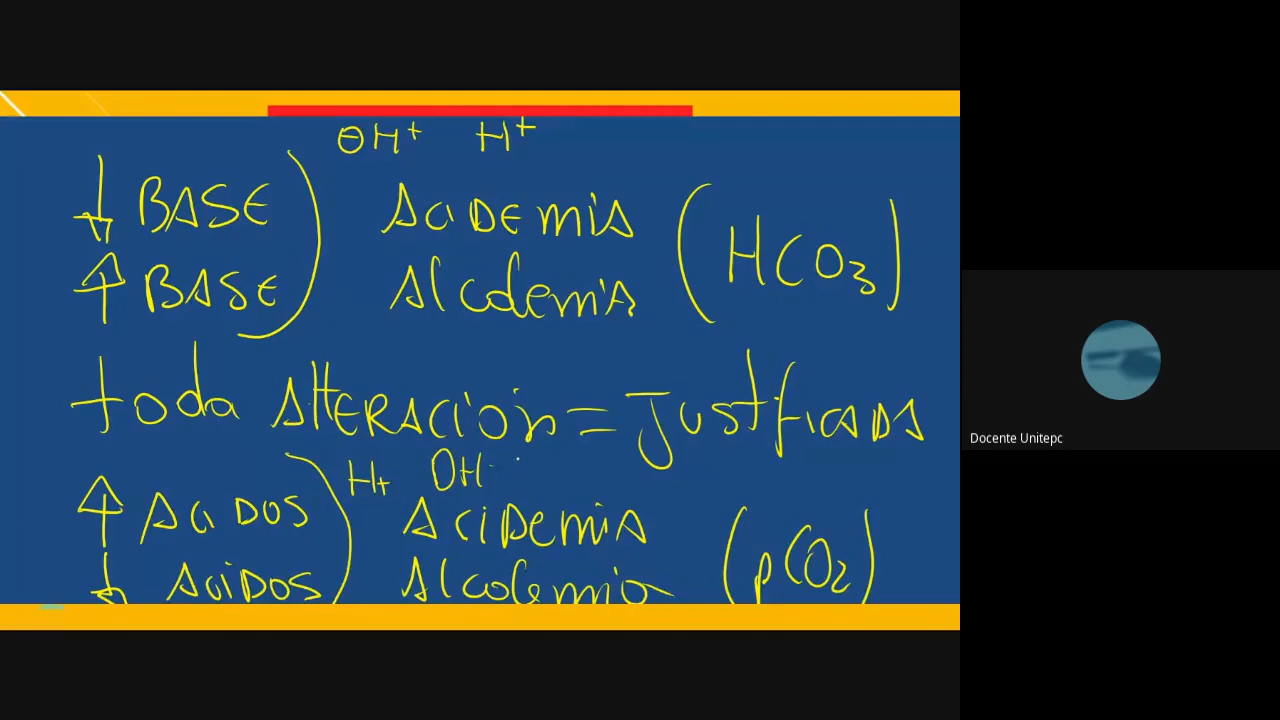 OH+ H+
↓ BASE ACIDEMIA
↑ BASE Alcalemia (HCO3)
toda AlteRACIÓN = JustificADA
H+ OH-
↑ ACIDOS ACIDEMIA
↓ ACIDOS Alcalemia (pCO2)
Docente Unitepc